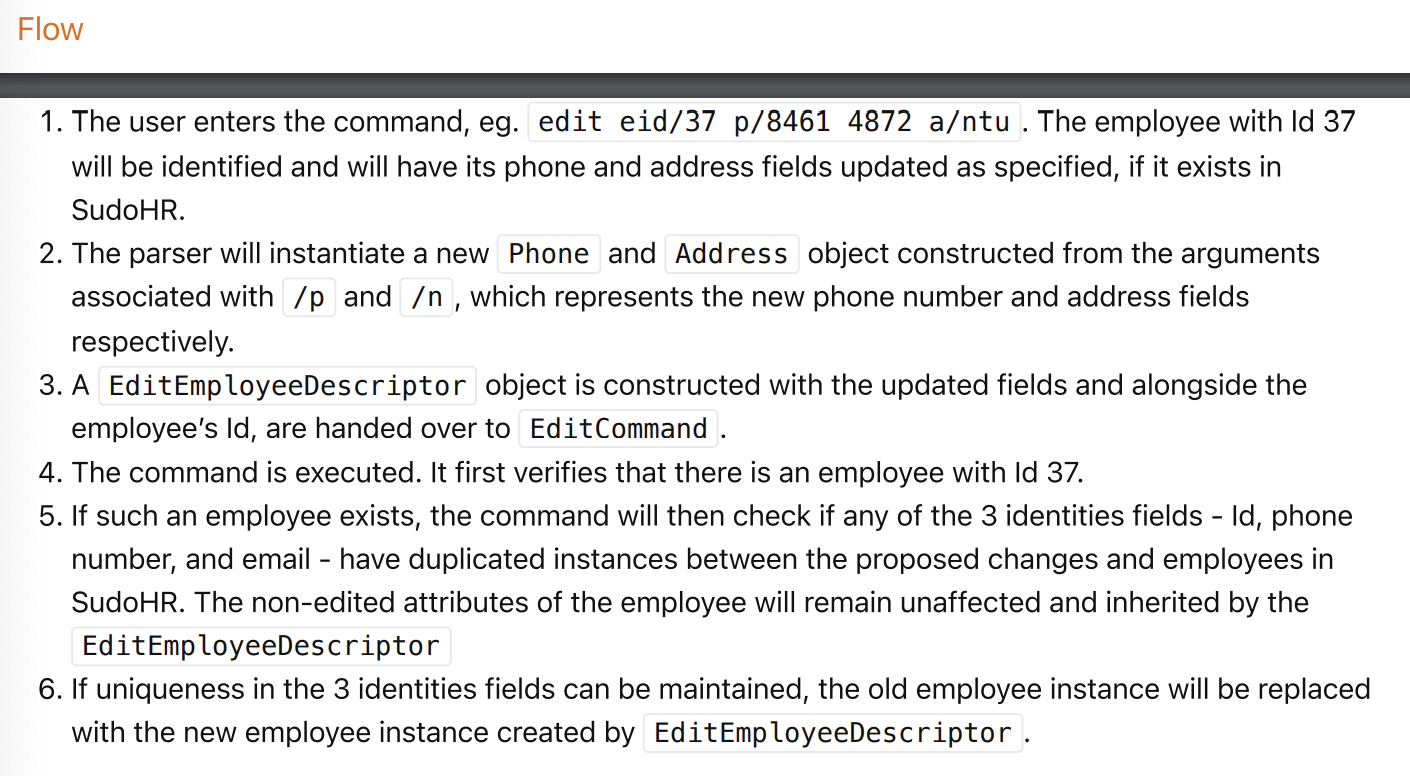 Flow
1. The user enters the command, eg. edit eid/37 p/8461 4872 a/ntu . The employee with Id 37
will be identified and will have its phone and address fields updated as specified, if it exists in
SudoHR.
2. The parser will instantiate a new Phone and Address object constructed from the arguments
associated with /p and /n , which represents the new phone number and address fields
respectively.
3. A EditEmployeeDescriptor object is constructed with the updated fields and alongside the
employee’s Id, are handed over to EditCommand .
4. The command is executed. It first verifies that there is an employee with Id 37.
5. If such an employee exists, the command will then check if any of the 3 identities fields - Id, phone
number, and email - have duplicated instances between the proposed changes and employees in
SudoHR. The non-edited attributes of the employee will remain unaffected and inherited by the
EditEmployeeDescriptor
6. If uniqueness in the 3 identities fields can be maintained, the old employee instance will be replaced
with the new employee instance created by EditEmployeeDescriptor .